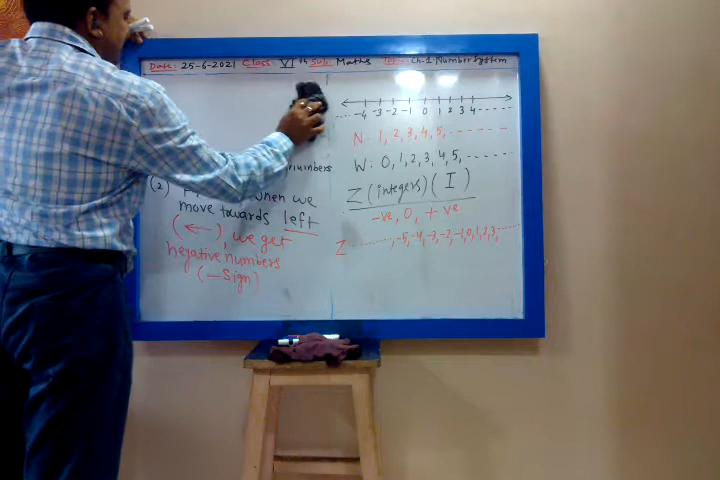 Date: 25-6-2021 Class: VI th Sub: Maths Topic: Ch-1 Number System
numbers
(2) when we
move towards left
(←), we get
negative numbers
(-Sign)
-4 -3 -2 -1 0 1 2 3 4
N: 1, 2, 3, 4, 5, ------
W: 0, 1, 2, 3, 4, 5, -----
Z (integers) (I)
-ve, 0, + ve
Z ........, -5, -4, -3, -2, -1, 0, 1, 2, 3,